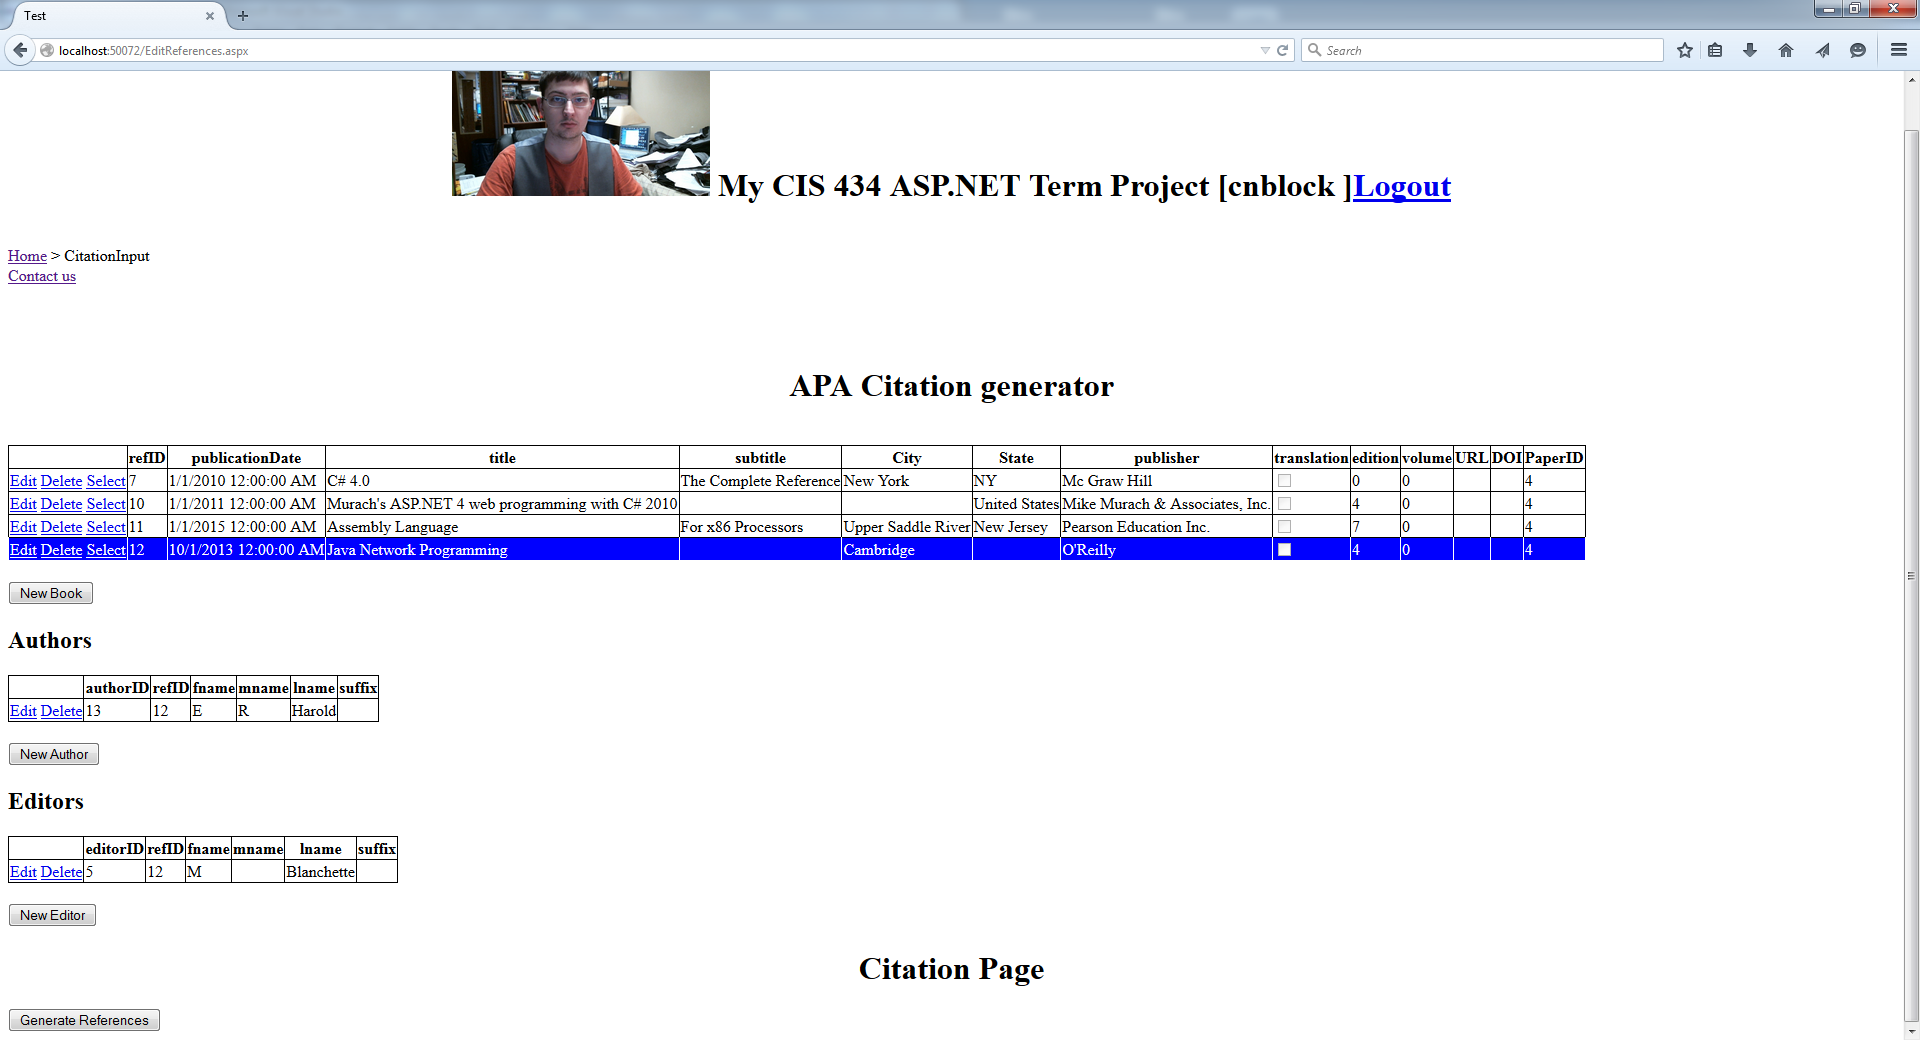 Test
localhost:50072/EditReferences.aspx
Search
My CIS 434 ASP.NET Term Project [cnblock ]Logout
Home > CitationInput
Contact us
APA Citation generator
refID publicationDate title subtitle City State publisher translation edition volume URL DOI PaperID
Edit Delete Select 7 1/1/2010 12:00:00 AM C# 4.0 The Complete Reference New York NY Mc Graw Hill 0 0 4
Edit Delete Select 10 1/1/2011 12:00:00 AM Murach's ASP.NET 4 web programming with C# 2010 United States Mike Murach & Associates, Inc. 4 0 4
Edit Delete Select 11 1/1/2015 12:00:00 AM Assembly Language For x86 Processors Upper Saddle River New Jersey Pearson Education Inc. 7 0 4
Edit Delete Select 12 10/1/2013 12:00:00 AM Java Network Programming Cambridge O'Reilly 4 0 4
New Book
Authors
authorID refID fname mname lname suffix
Edit Delete 13 12 E R Harold
New Author
Editors
editorID refID fname mname lname suffix
Edit Delete 5 12 M Blanchette
New Editor
Citation Page
Generate References